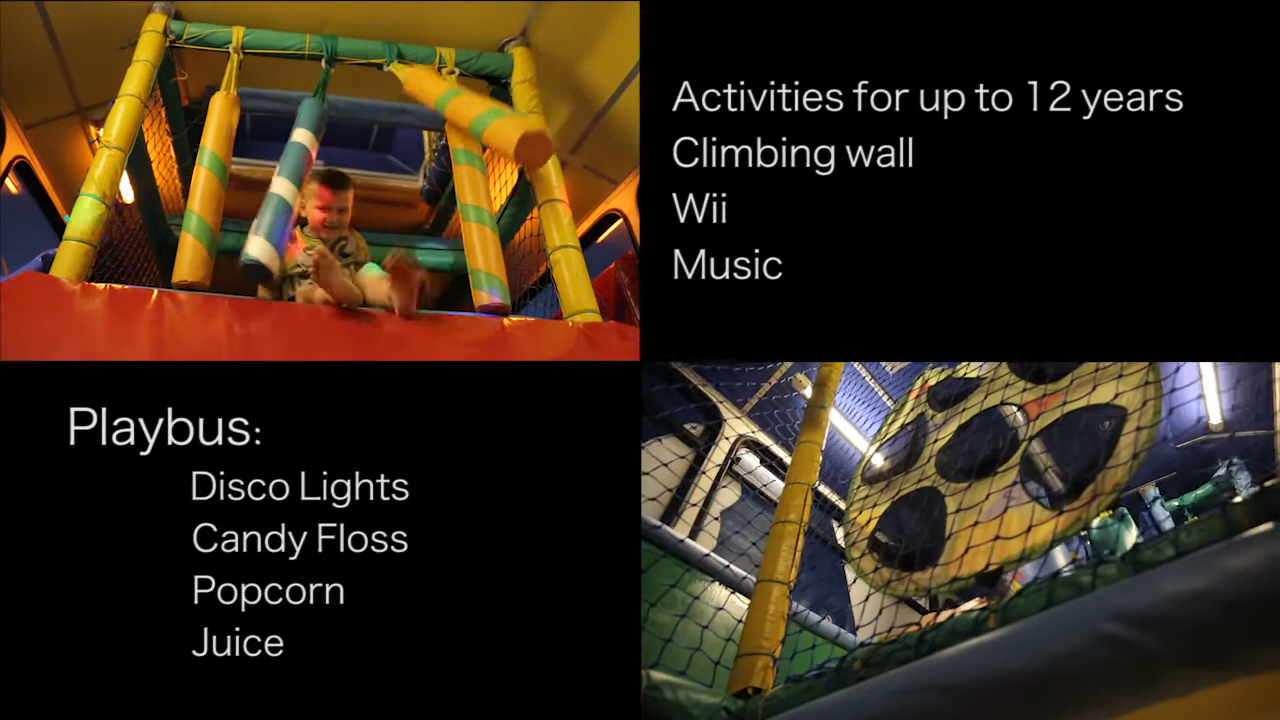 Activities for up to 12 years
Climbing wall
Wii
Music
Playbus:
Disco Lights
Candy Floss
Popcorn
Juice